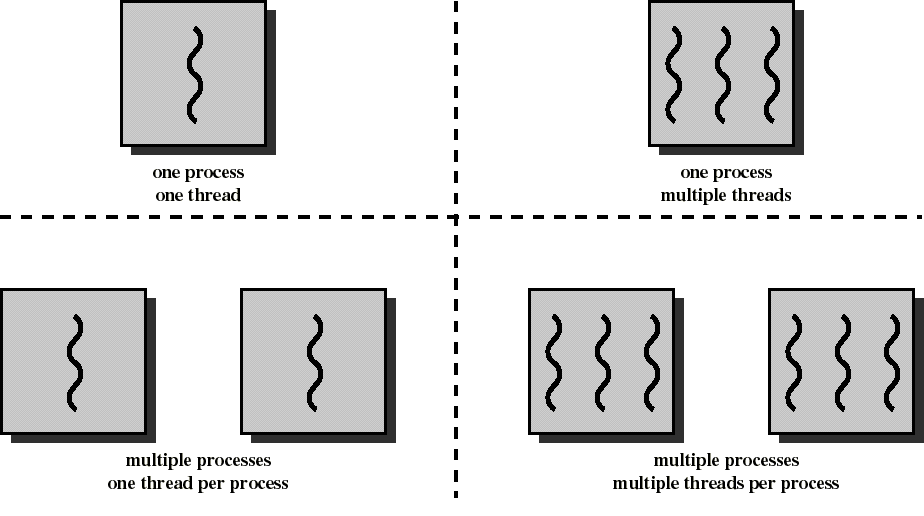 one process
one thread
one process
multiple threads
multiple processes
one thread per process
multiple processes
multiple threads per process